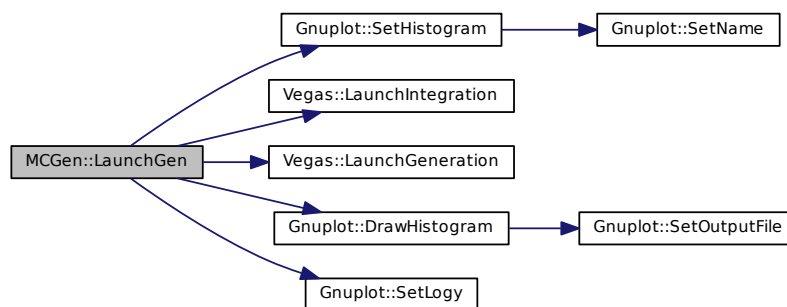 Gnuplot::SetHistogram
Gnuplot::SetName
Vegas::LaunchIntegration
MCGen::LaunchGen
Vegas::LaunchGeneration
Gnuplot::DrawHistogram
Gnuplot::SetOutputFile
Gnuplot::SetLogy